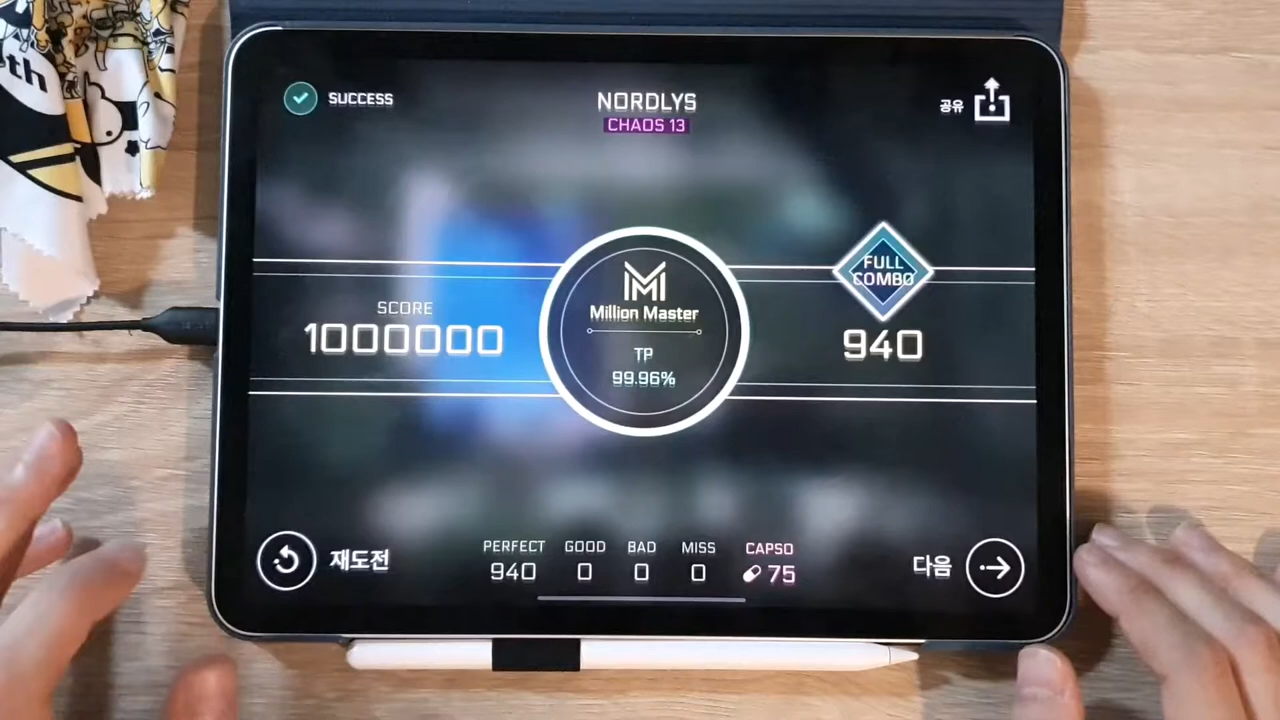 th
SUCCESS
NORDLYS
CHAOS 13
공유
SCORE
1000000
Million Master
TP
99.96%
FULL
COMBO
940
재도전
PERFECT GOOD BAD MISS CAPSO
940 0 0 0 75
다음